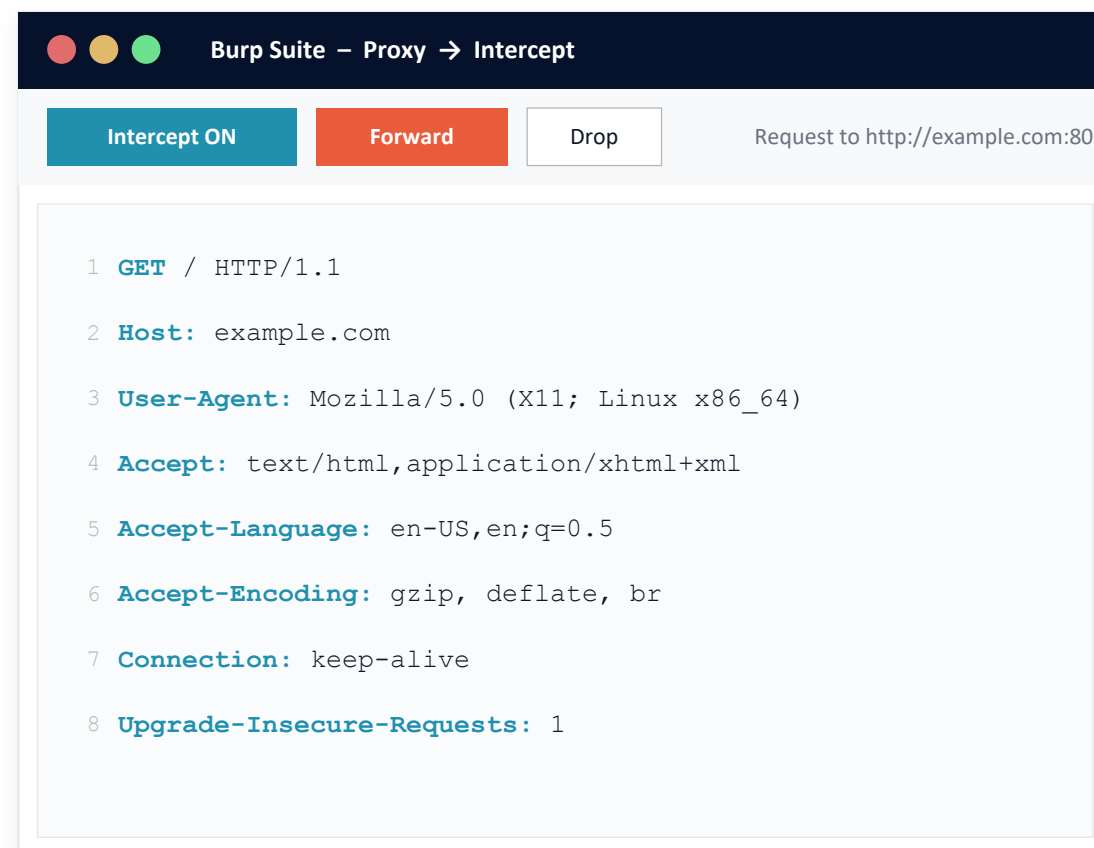 Burp Suite – Proxy → Intercept
Intercept ON Forward Drop Request to http://example.com:80
1 GET / HTTP/1.1
2 Host: example.com
3 User-Agent: Mozilla/5.0 (X11; Linux x86_64)
4 Accept: text/html,application/xhtml+xml
5 Accept-Language: en-US,en;q=0.5
6 Accept-Encoding: gzip, deflate, br
7 Connection: keep-alive
8 Upgrade-Insecure-Requests: 1